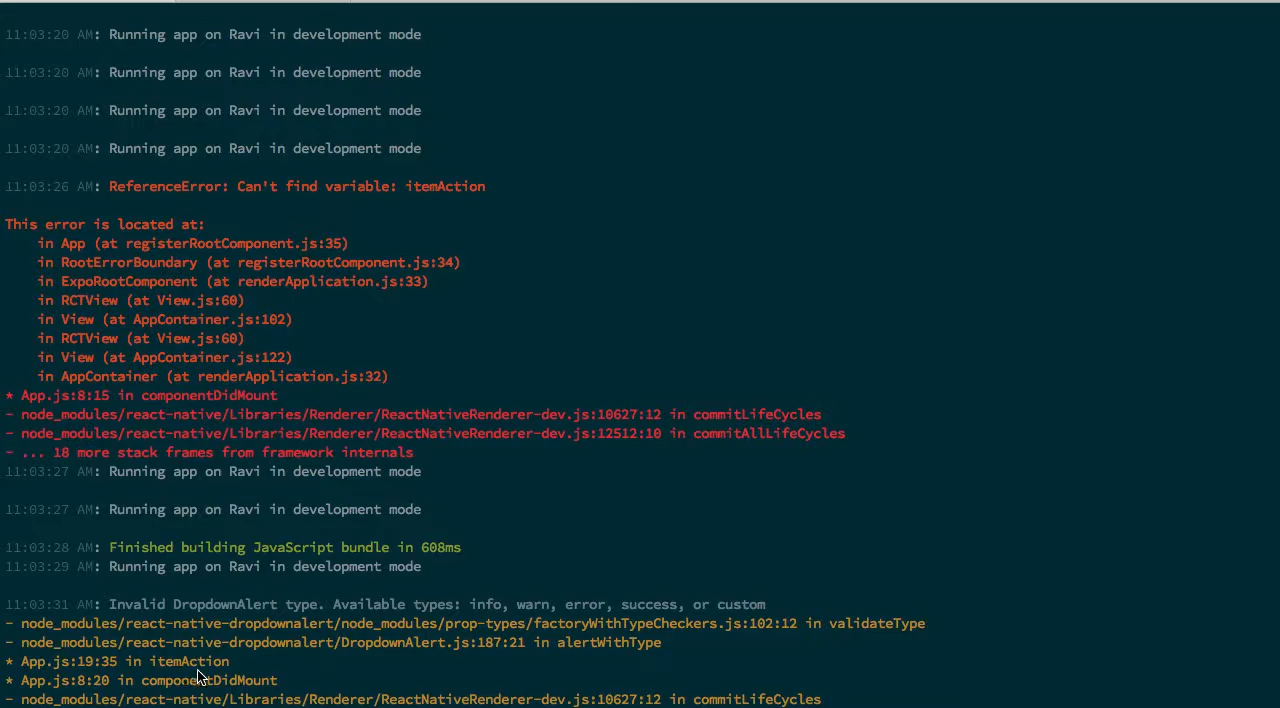 11:03:20 AM: Running app on Ravi in development mode
11:03:20 AM: Running app on Ravi in development mode
11:03:20 AM: Running app on Ravi in development mode
11:03:20 AM: Running app on Ravi in development mode
11:03:26 AM: ReferenceError: Can't find variable: itemAction
This error is located at:
    in App (at registerRootComponent.js:35)
    in RootErrorBoundary (at registerRootComponent.js:34)
    in ExpoRootComponent (at renderApplication.js:33)
    in RCTView (at View.js:60)
    in View (at AppContainer.js:102)
    in RCTView (at View.js:60)
    in View (at AppContainer.js:122)
    in AppContainer (at renderApplication.js:32)
* App.js:8:15 in componentDidMount
- node_modules/react-native/Libraries/Renderer/ReactNativeRenderer-dev.js:10627:12 in commitLifeCycles
- node_modules/react-native/Libraries/Renderer/ReactNativeRenderer-dev.js:12512:10 in commitAllLifeCycles
- ... 18 more stack frames from framework internals
11:03:27 AM: Running app on Ravi in development mode
11:03:27 AM: Running app on Ravi in development mode
11:03:28 AM: Finished building JavaScript bundle in 608ms
11:03:29 AM: Running app on Ravi in development mode
11:03:31 AM: Invalid DropdownAlert type. Available types: info, warn, error, success, or custom
- node_modules/react-native-dropdownalert/node_modules/prop-types/factoryWithTypeCheckers.js:102:12 in validateType
- node_modules/react-native-dropdownalert/DropdownAlert.js:187:21 in alertWithType
* App.js:19:35 in itemAction
* App.js:8:20 in componentDidMount
- node_modules/react-native/Libraries/Renderer/ReactNativeRenderer-dev.js:10627:12 in commitLifeCycles